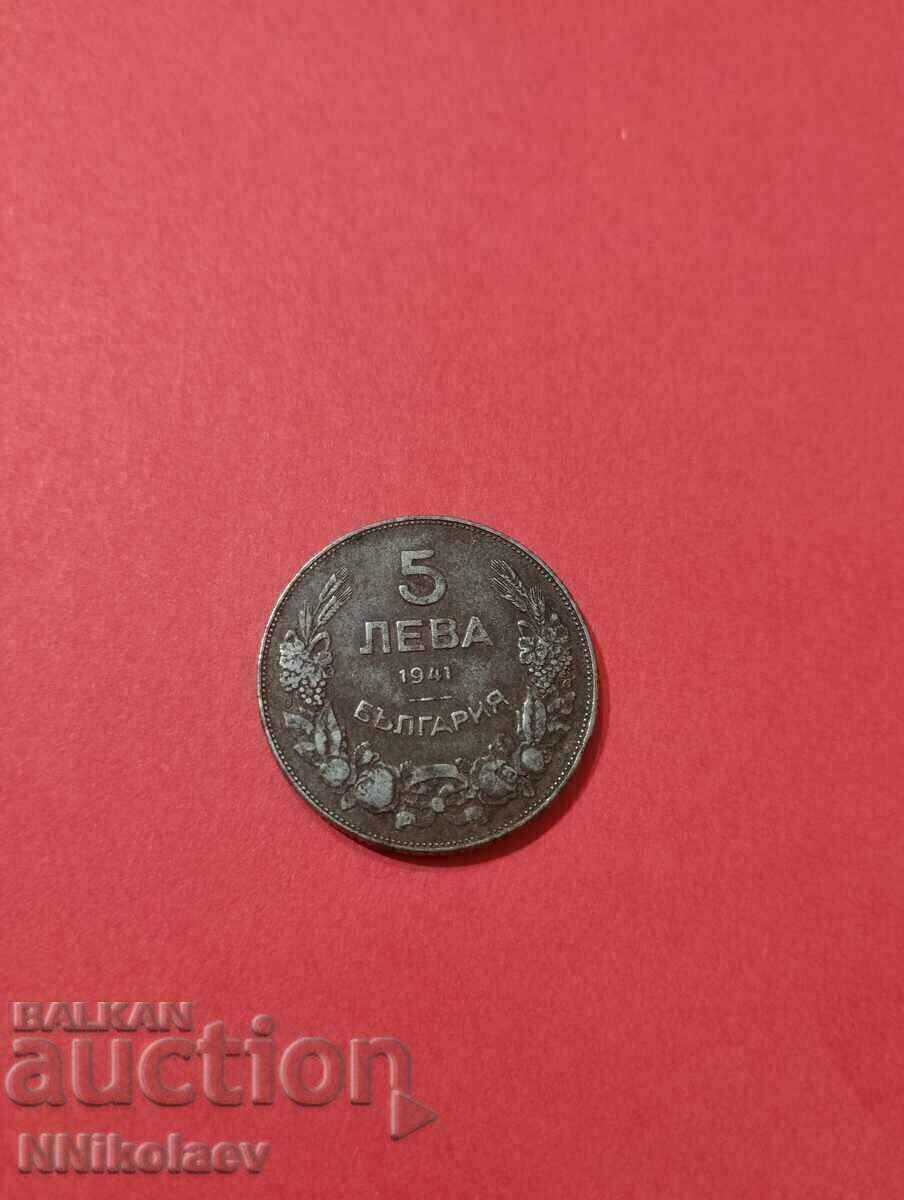 5
ЛЕВА
1941
БЪЛГАРИЯ
BALKAN
auction
NNikolaev